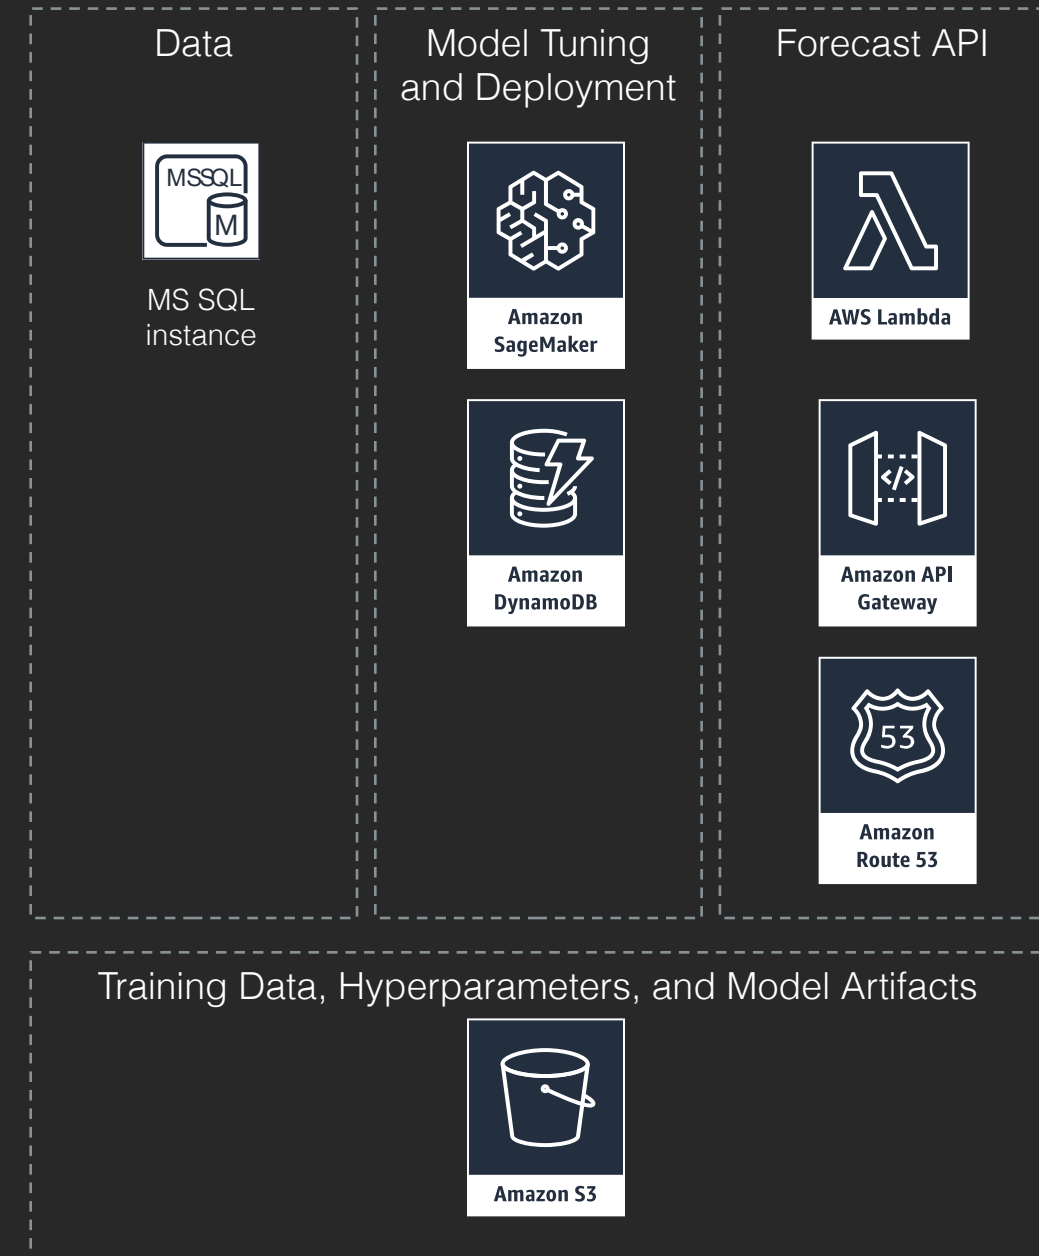 Data
MSSQL
M
MS SQL
instance
Model Tuning
and Deployment
Amazon
SageMaker
Amazon
DynamoDB
Forecast API
AWS Lambda
</>
Amazon API
Gateway
53
Amazon
Route 53
Training Data, Hyperparameters, and Model Artifacts
Amazon S3